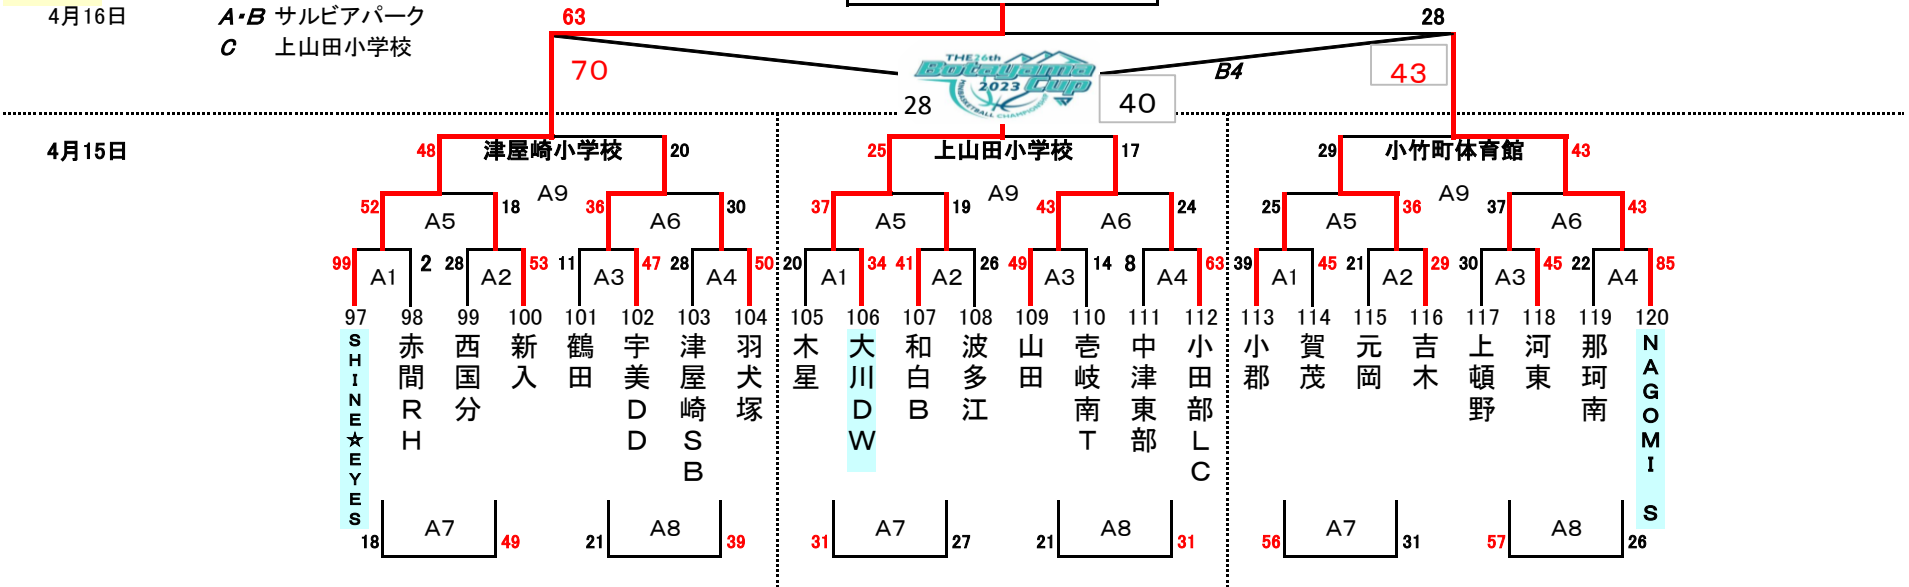 4月16日 A・B サルビアパーク 63 28
C 上山田小学校
70 THE 26th B4 43
Botayama
2023 Cup
28 MINIBASKETBALL CHAMPIONSHIP 40
4月15日 48 津屋崎小学校 20 25 上山田小学校 17 29 小竹町体育館 43
A9 A9 A9
52 18 36 30 37 19 43 24 25 36 37 43
A5 A6 A5 A6 A5 A6
99 2 28 53 11 47 28 50 20 34 41 26 49 14 8 63 39 45 21 29 30 45 22 85
A1 A2 A3 A4 A1 A2 A3 A4 A1 A2 A3 A4
97 98 99 100 101 102 103 104 105 106 107 108 109 110 111 112 113 114 115 116 117 118 119 120
SHINE☆EYES
赤間RH
西国分
新入
鶴田
宇美DD
津屋崎SB
羽犬塚
木星
大川DW
和白B
波多江
山田
壱岐南T
中津東部
小田部LC
小郡
賀茂
元岡
吉木
上頓野
河東
那珂南
NAGOMI S
A7 A8 A7 A8 A7 A8
18 49 21 39 31 27 21 31 56 31 57 26